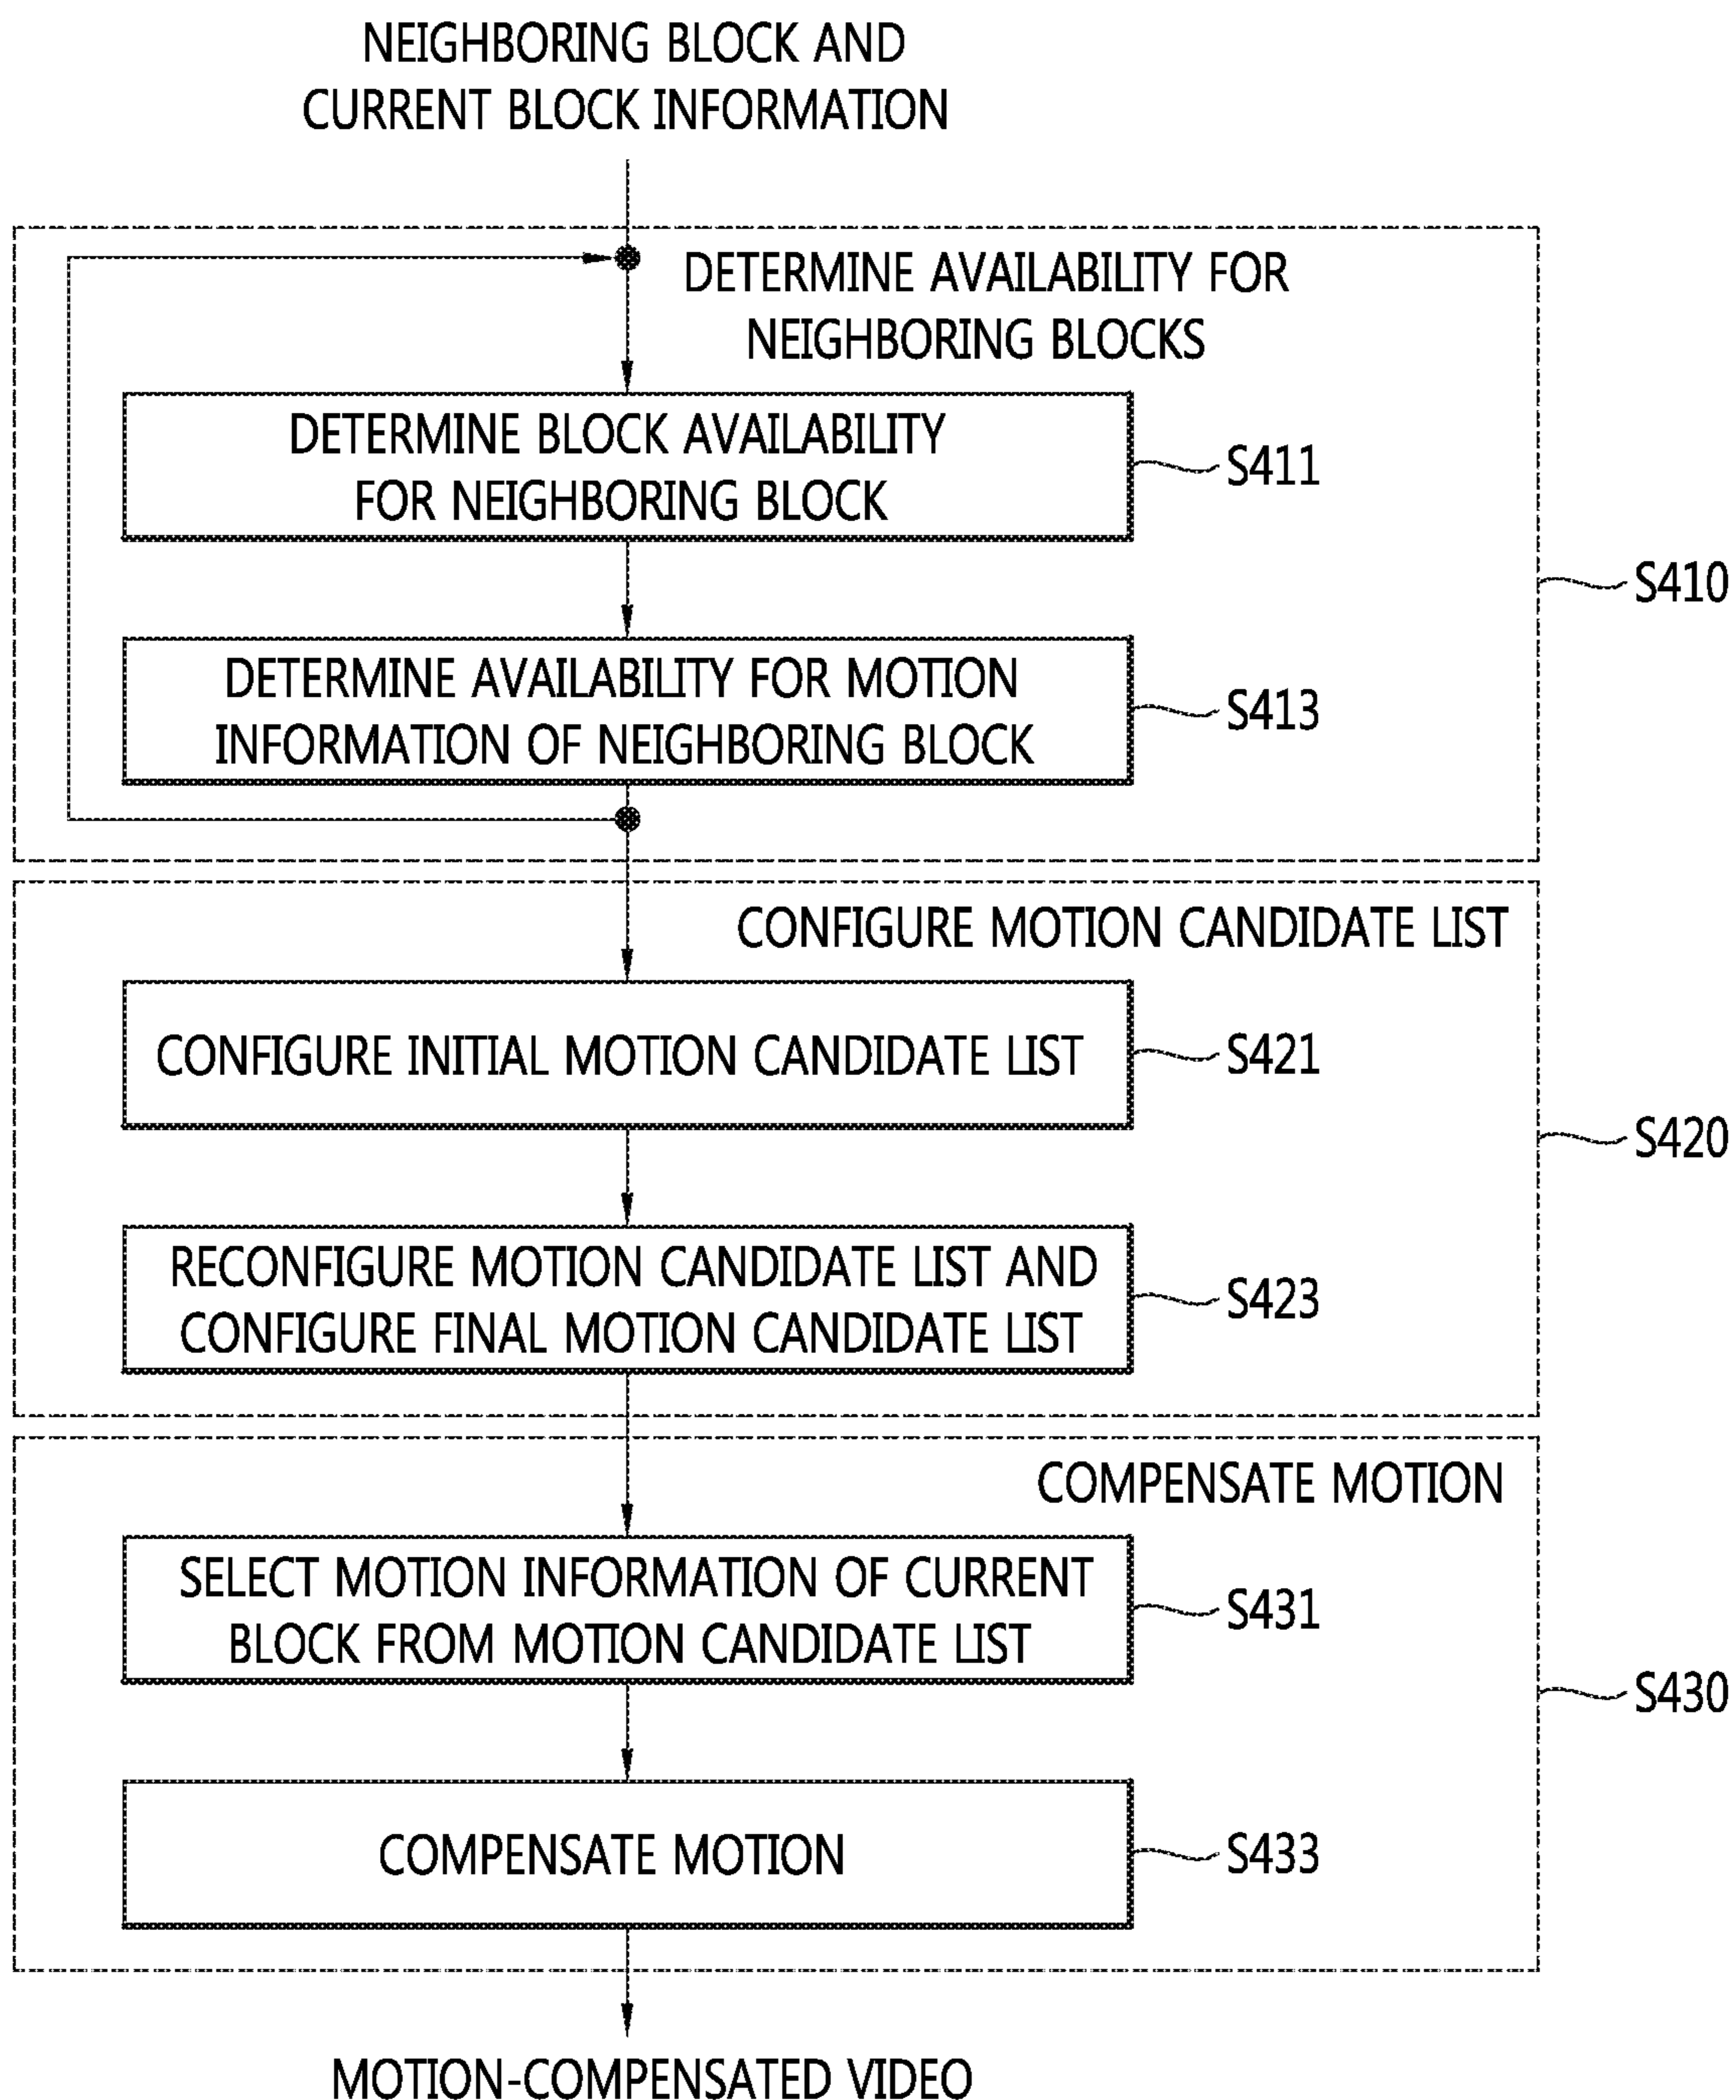 NEIGHBORING BLOCK AND
CURRENT BLOCK INFORMATION
DETERMINE AVAILABILITY FOR
NEIGHBORING BLOCKS
DETERMINE BLOCK AVAILABILITY
FOR NEIGHBORING BLOCK
S411
S410
DETERMINE AVAILABILITY FOR MOTION
INFORMATION OF NEIGHBORING BLOCK
S413
CONFIGURE MOTION CANDIDATE LIST
CONFIGURE INITIAL MOTION CANDIDATE LIST
S421
S420
RECONFIGURE MOTION CANDIDATE LIST AND
CONFIGURE FINAL MOTION CANDIDATE LIST
S423
COMPENSATE MOTION
SELECT MOTION INFORMATION OF CURRENT
BLOCK FROM MOTION CANDIDATE LIST
S431
S430
COMPENSATE MOTION
S433
MOTION-COMPENSATED VIDEO